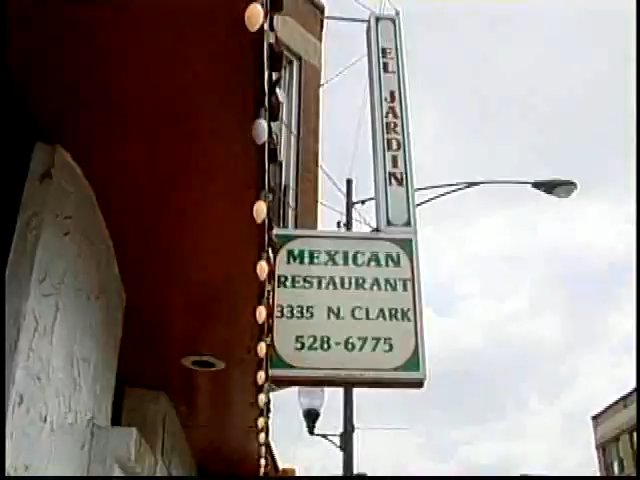 EL JARDIN
MEXICAN
RESTAURANT
3335 N. CLARK
528-6775